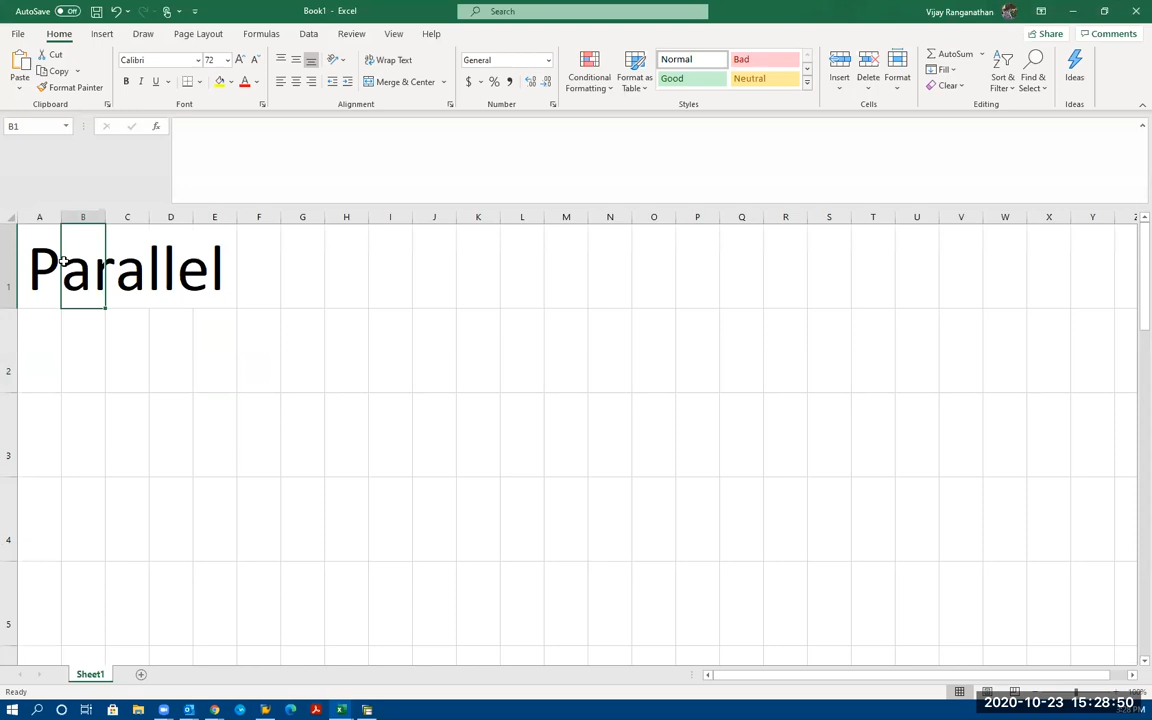 AutoSave Off Book1 - Excel Search Vijay Ranganathan
File Home Insert Draw Page Layout Formulas Data Review View Help Share Comments
Cut Calibri 72 A A Wrap Text General Normal Bad AutoSum
Paste Copy Conditional Format as Insert Delete Format Fill Sort & Find & Ideas
Format Painter B I U Merge & Center $ % Good Neutral Formatting Table Clear Filter Select
Clipboard Font Alignment Number Styles Cells Editing Ideas
B1 fx
A B C D E F G H I J K L M N O P Q R S T U V W X Y Z
1 Parallel
2
3
4
5
Sheet1
Ready
2020-10-23 15:28:50